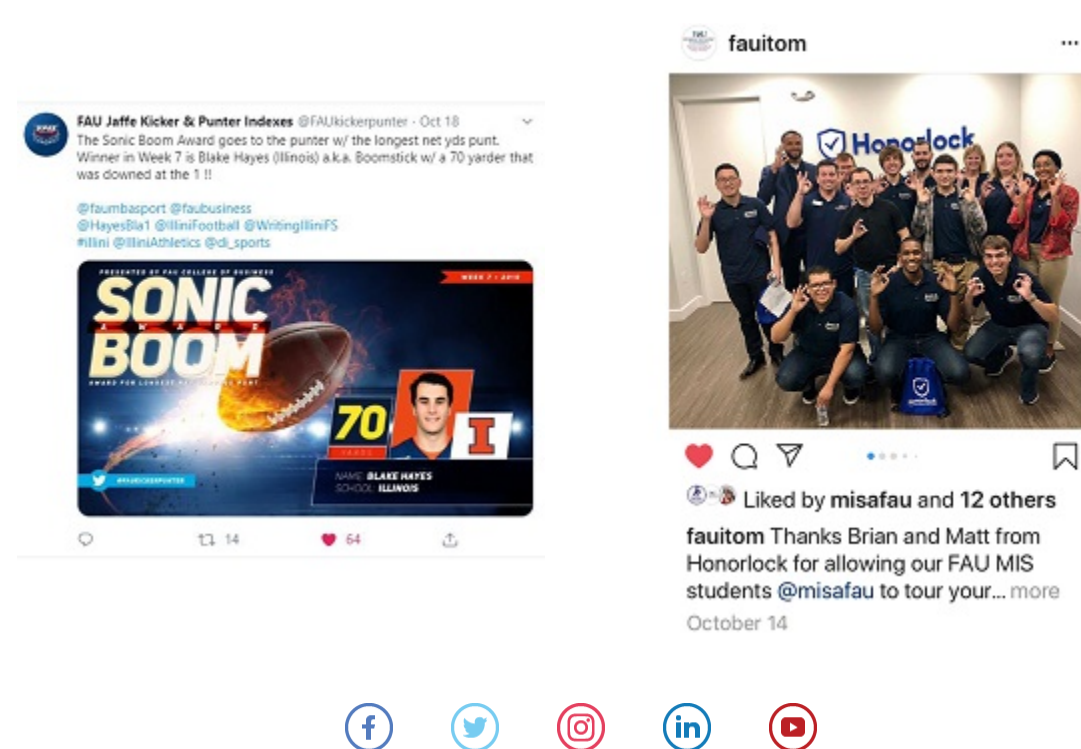 FAU Jaffe Kicker & Punter Indexes @FAUkickerpunter · Oct 18
The Sonic Boom Award goes to the punter w/ the longest net yds punt.
Winner in Week 7 is Blake Hayes (Illinois) a.k.a. Boomstick w/ a 70 yarder that
was downed at the 1 !!
@faumbasport @faubusiness
@HayesBla1 @IlliniFootball @WritingIlliniFS
#illini @IlliniAthletics @di_sports
PRESENTED BY FAU COLLEGE OF BUSINESS
SONIC
AWARD
BOOM
70
YARDS
I
NAME: BLAKE HAYES
SCHOOL: ILLINOIS
@FAUKICKERPUNTER
14
64
fauitom
Honorlock
Honorlock
Liked by misafau and 12 others
fauitom Thanks Brian and Matt from
Honorlock for allowing our FAU MIS
students @misafau to tour your... more
October 14
f
in